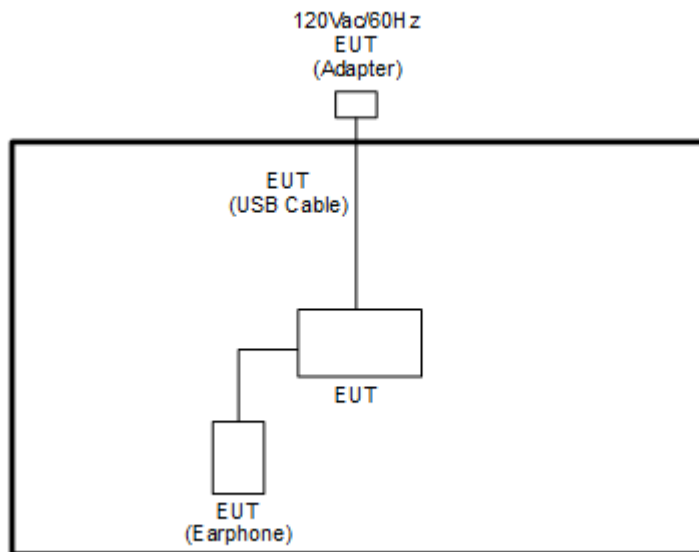 120Vac/60Hz
EUT
(Adapter)
EUT
(USB Cable)
EUT
EUT
(Earphone)